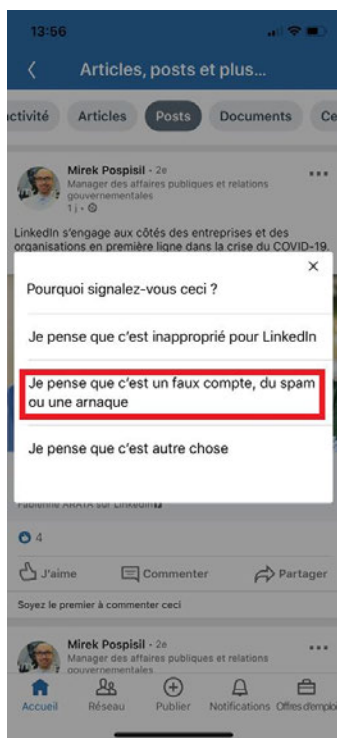 13:56
Articles, posts et plus...
ctivité Articles Posts Documents Ce
Mirek Pospisil · 2e
Manager des affaires publiques et relations
gouvernementales
1 j ·
LinkedIn s'engage aux côtés des entreprises et des
organisations en première ligne dans la crise du COVID-19.
Pourquoi signalez-vous ceci ?
Je pense que c'est inapproprié pour LinkedIn
Je pense que c'est un faux compte, du spam
ou une arnaque
Je pense que c'est autre chose
Fabienne ARATA sur LinkedIn
4
J'aime Commenter Partager
Soyez le premier à commenter ceci
Mirek Pospisil · 2e
Manager des affaires publiques et relations
gouvernementales
Accueil Réseau Publier Notifications Offres d'emploi